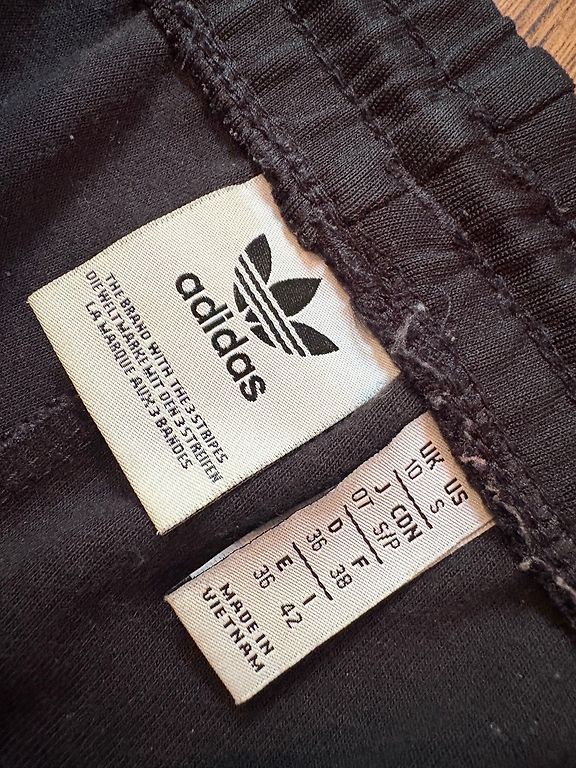 adidas
THE BRAND WITH THE 3 STRIPES
DIE WELTMARKE MIT DEN 3 STREIFEN
LA MARQUE AUX 3 BANDES
UK US
10 S
J CDN
OT S/P
D F
36 38
E I
36 42
MADE IN
VIETNAM